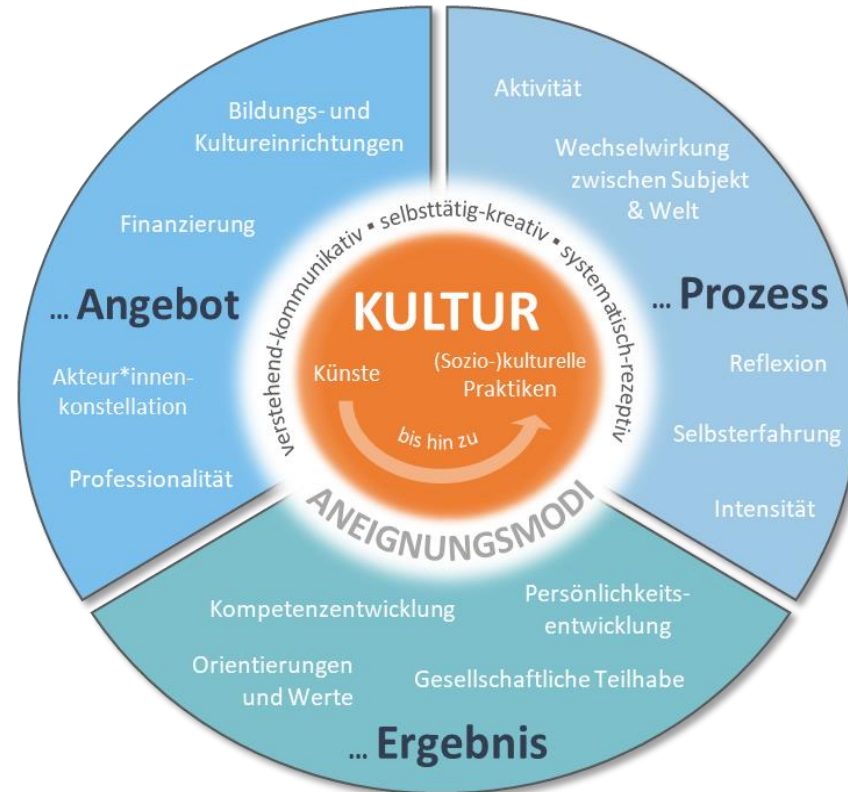 Bildungs- und
Kultureinrichtungen
Finanzierung
... Angebot
Akteur*innen-
konstellation
Professionalität
Aktivität
Wechselwirkung
zwischen Subjekt
& Welt
... Prozess
Reflexion
Selbsterfahrung
Intensität
verstehend-kommunikativ ▪ selbsttätig-kreativ ▪ systematisch-rezeptiv
KULTUR
Künste
(Sozio-)kulturelle
Praktiken
bis hin zu
ANEIGNUNGSMODI
Kompetenzentwicklung
Persönlichkeits-
entwicklung
Orientierungen
und Werte
Gesellschaftliche Teilhabe
... Ergebnis